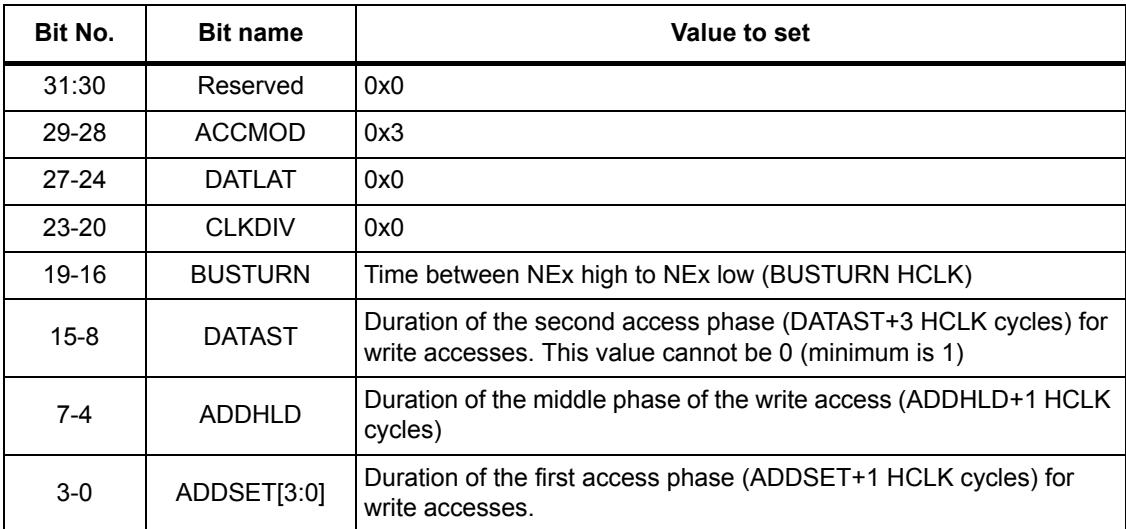 Bit No. Bit name Value to set
31:30 Reserved 0x0
29-28 ACCMOD 0x3
27-24 DATLAT 0x0
23-20 CLKDIV 0x0
19-16 BUSTURN Time between NEx high to NEx low (BUSTURN HCLK)
15-8 DATAST Duration of the second access phase (DATAST+3 HCLK cycles) for
write accesses. This value cannot be 0 (minimum is 1)
7-4 ADDHLD Duration of the middle phase of the write access (ADDHLD+1 HCLK
cycles)
3-0 ADDSET[3:0] Duration of the first access phase (ADDSET+1 HCLK cycles) for
write accesses.